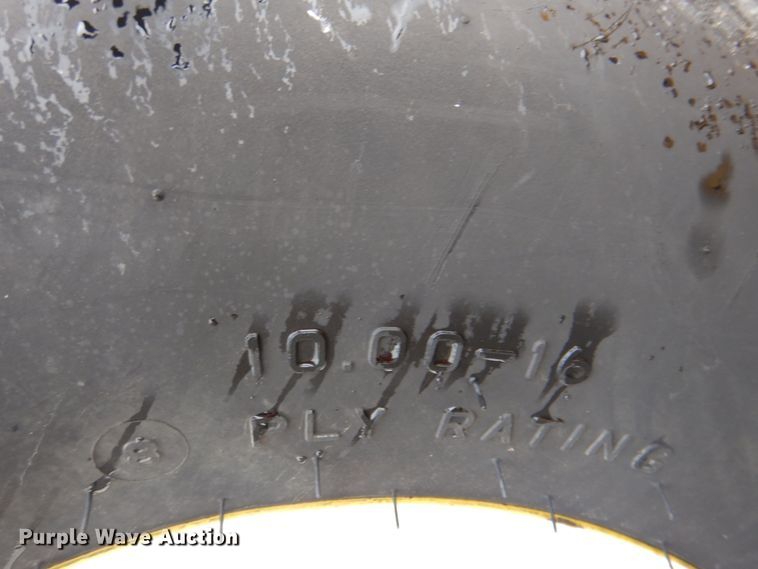 10.00-16
8 PLY RATING
Purple Wave Auction